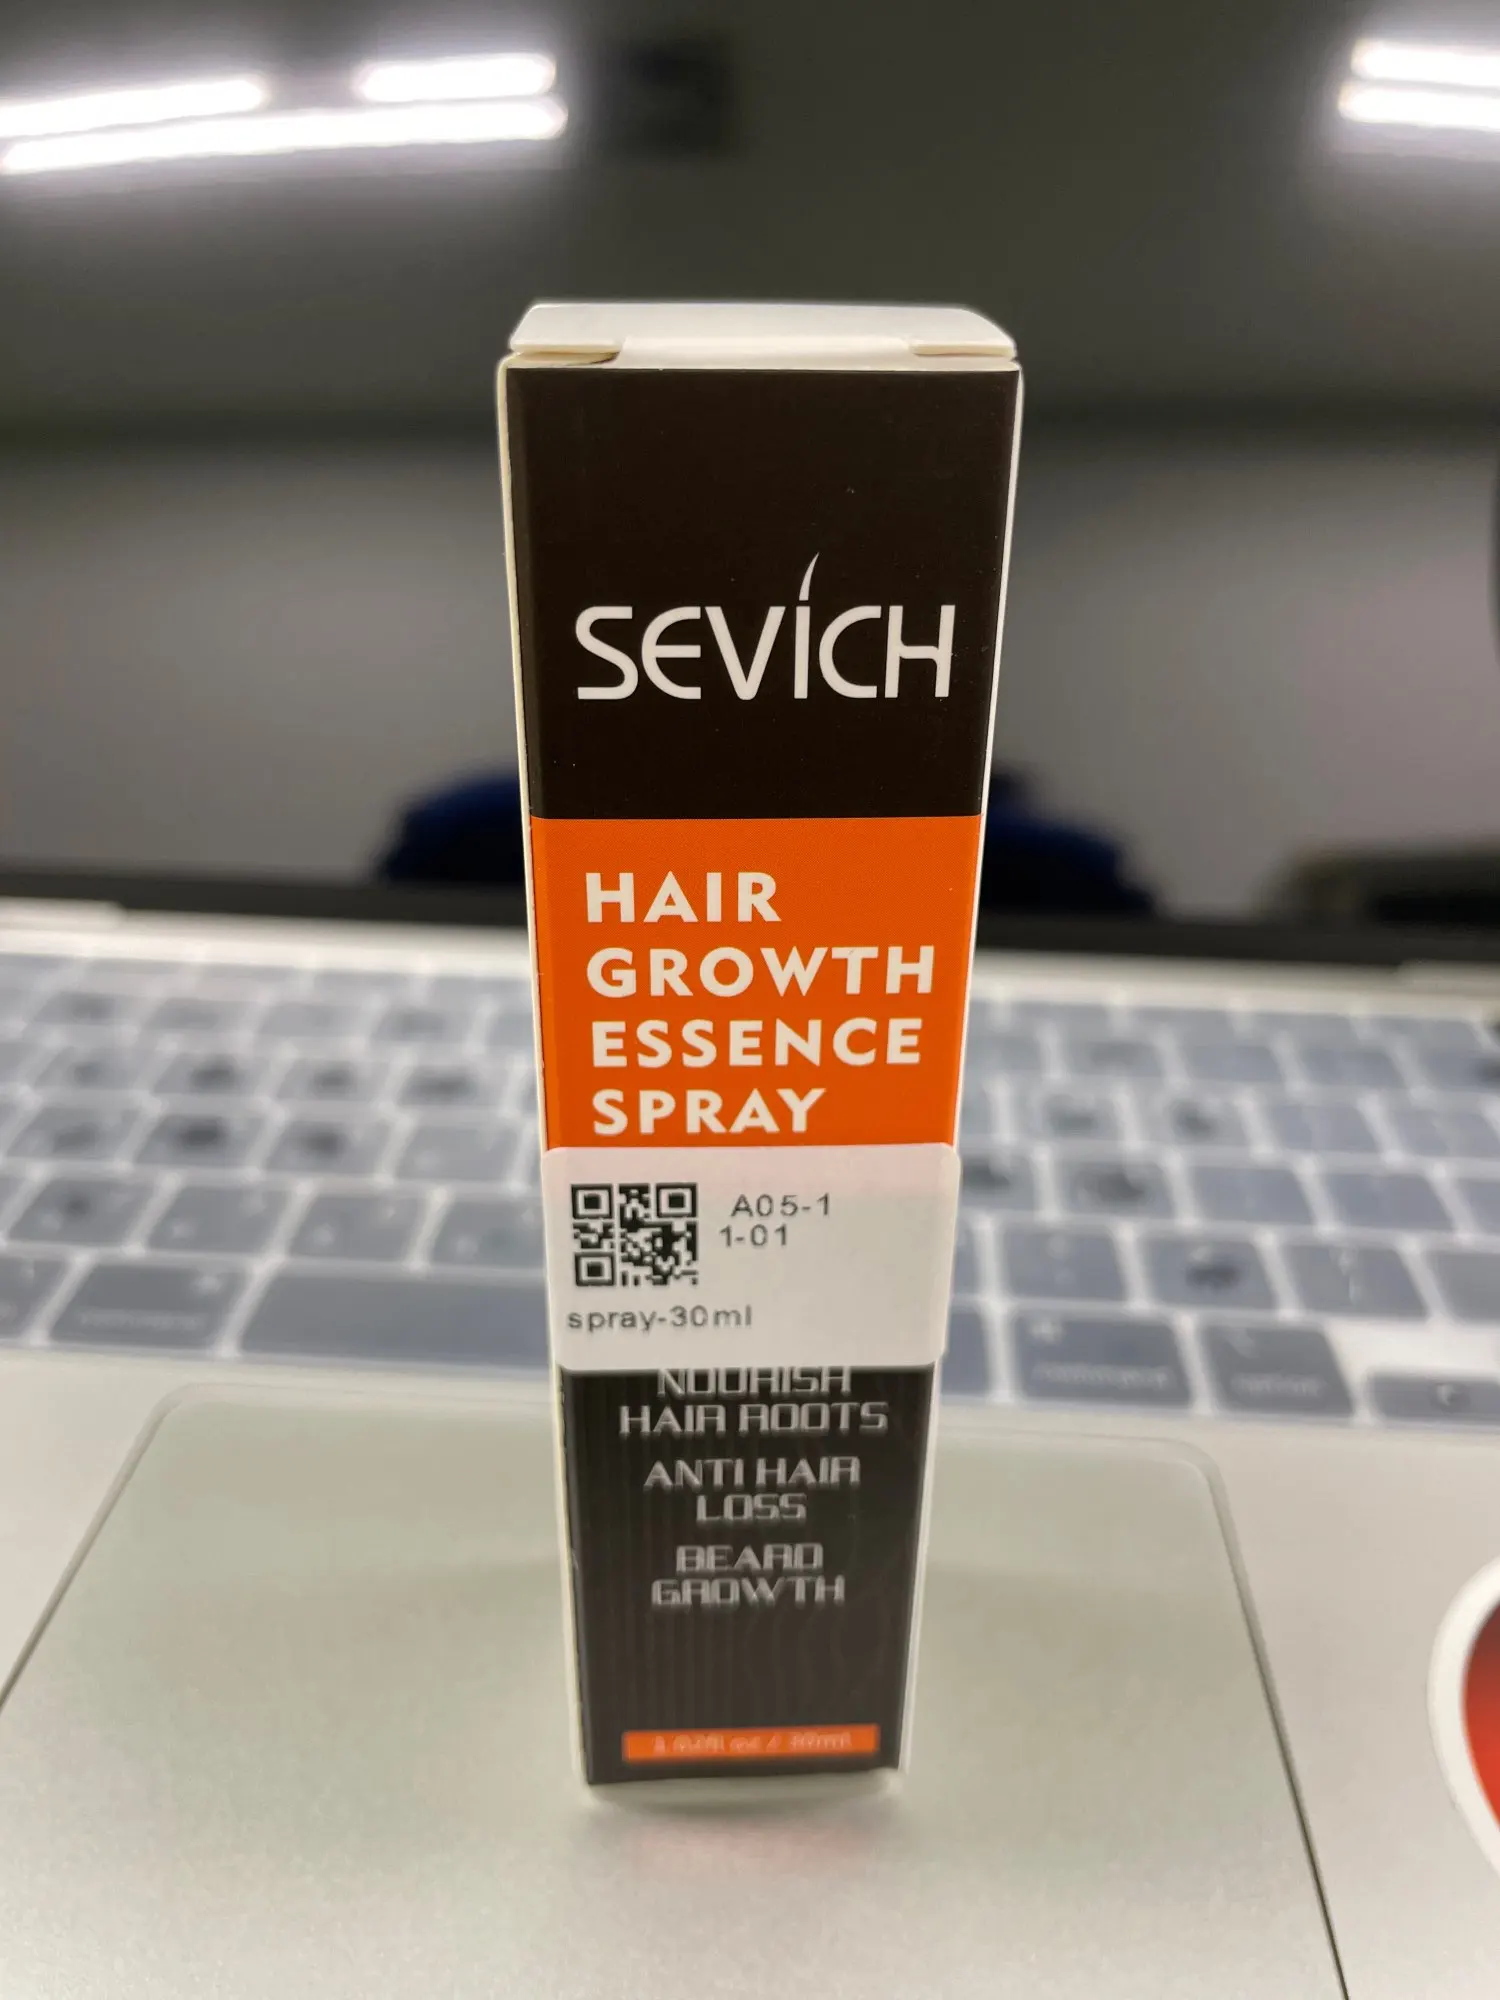 SEVICH
HAIR
GROWTH
ESSENCE
SPRAY
A05-1
1-01
spray-30ml
NOURISH
HAIR ROOTS
ANTI HAIR
LOSS
BEARD
GROWTH
/ 30ml